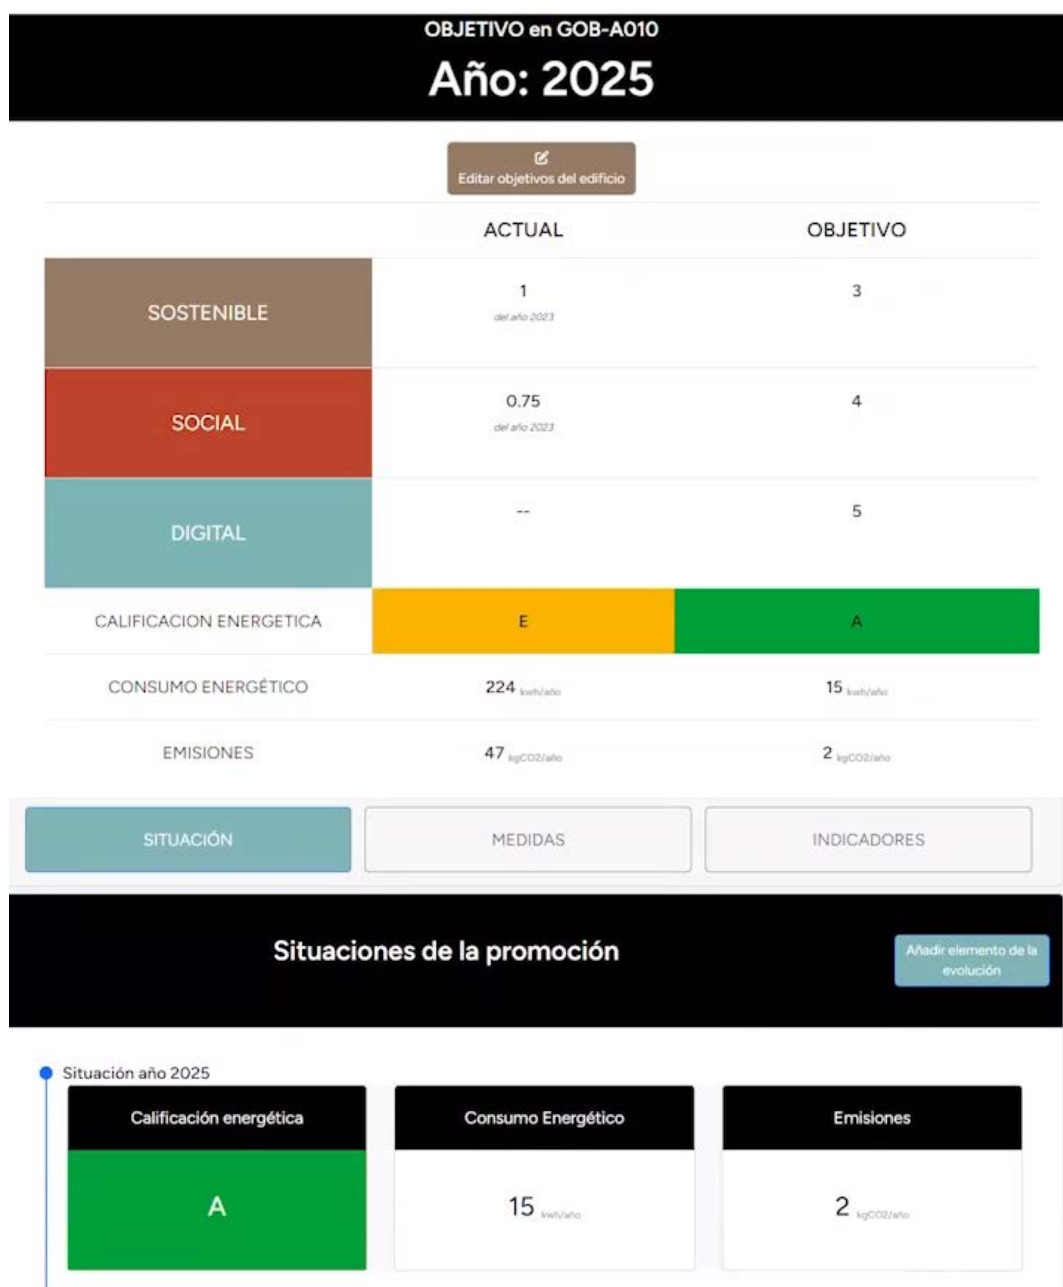 OBJETIVO en GOB-A010
Año: 2025
Editar objetivos del edificio
ACTUAL OBJETIVO
SOSTENIBLE 1 3
del año 2023
SOCIAL 0.75 4
del año 2023
DIGITAL -- 5
CALIFICACION ENERGETICA E A
CONSUMO ENERGÉTICO 224 kwh/año 15 kwh/año
EMISIONES 47 kgCO2/año 2 kgCO2/año
SITUACIÓN MEDIDAS INDICADORES
Situaciones de la promoción
Añadir elemento de la
evolución
Situación año 2025
Calificación energética Consumo Energético Emisiones
A 15 kwh/año 2 kgCO2/año